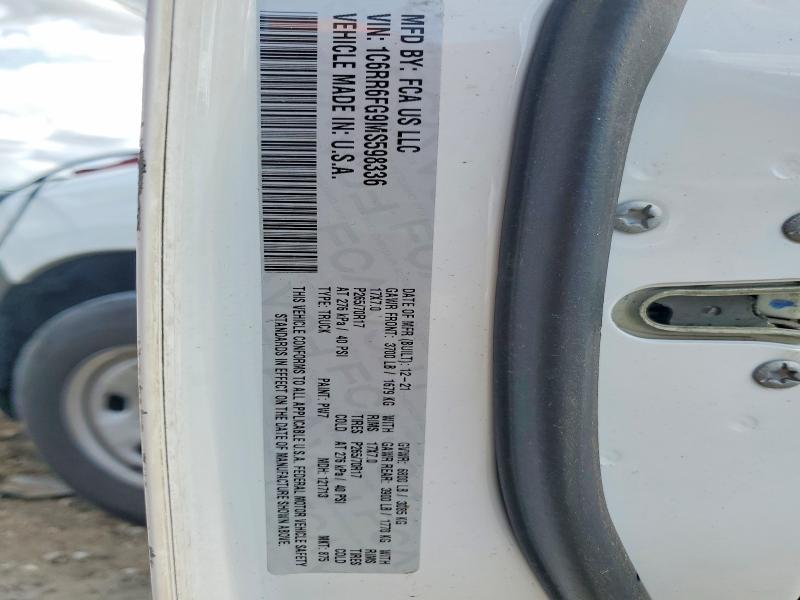 MFD BY: FCA US LLC
VIN: 1C6RR6FG9MS598336
VEHICLE MADE IN: U.S.A.
DATE OF MFR (BUILT): 12-21 GVWR: 6800 LB / 3085 KG
GAWR FRONT: 3700 LB / 1679 KG WITH GAWR REAR: 3900 LB / 1770 KG WITH
17X7.0 RIMS 17X7.0 RIMS
P265/70R17 TIRES P265/70R17 TIRES
AT 276 kPa / 40 PSI COLD AT 276 kPa / 40 PSI COLD
TYPE: TRUCK PAINT: PW7 MDH: 121713 MKT: 875
THIS VEHICLE CONFORMS TO ALL APPLICABLE U.S.A. FEDERAL MOTOR VEHICLE SAFETY
STANDARDS IN EFFECT ON THE DATE OF MANUFACTURE SHOWN ABOVE.